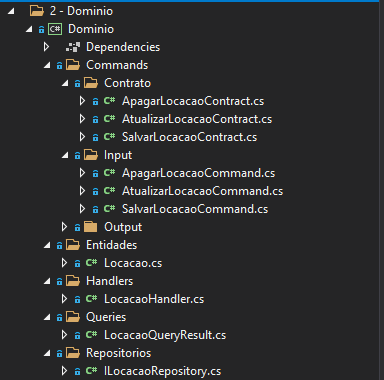 2 - Dominio
C# Dominio
Dependencies
Commands
Contrato
C# ApagarLocacaoContract.cs
C# AtualizarLocacaoContract.cs
C# SalvarLocacaoContract.cs
Input
C# ApagarLocacaoCommand.cs
C# AtualizarLocacaoCommand.cs
C# SalvarLocacaoCommand.cs
Output
Entidades
C# Locacao.cs
Handlers
C# LocacaoHandler.cs
Queries
C# LocacaoQueryResult.cs
Repositorios
C# ILocacaoRepository.cs